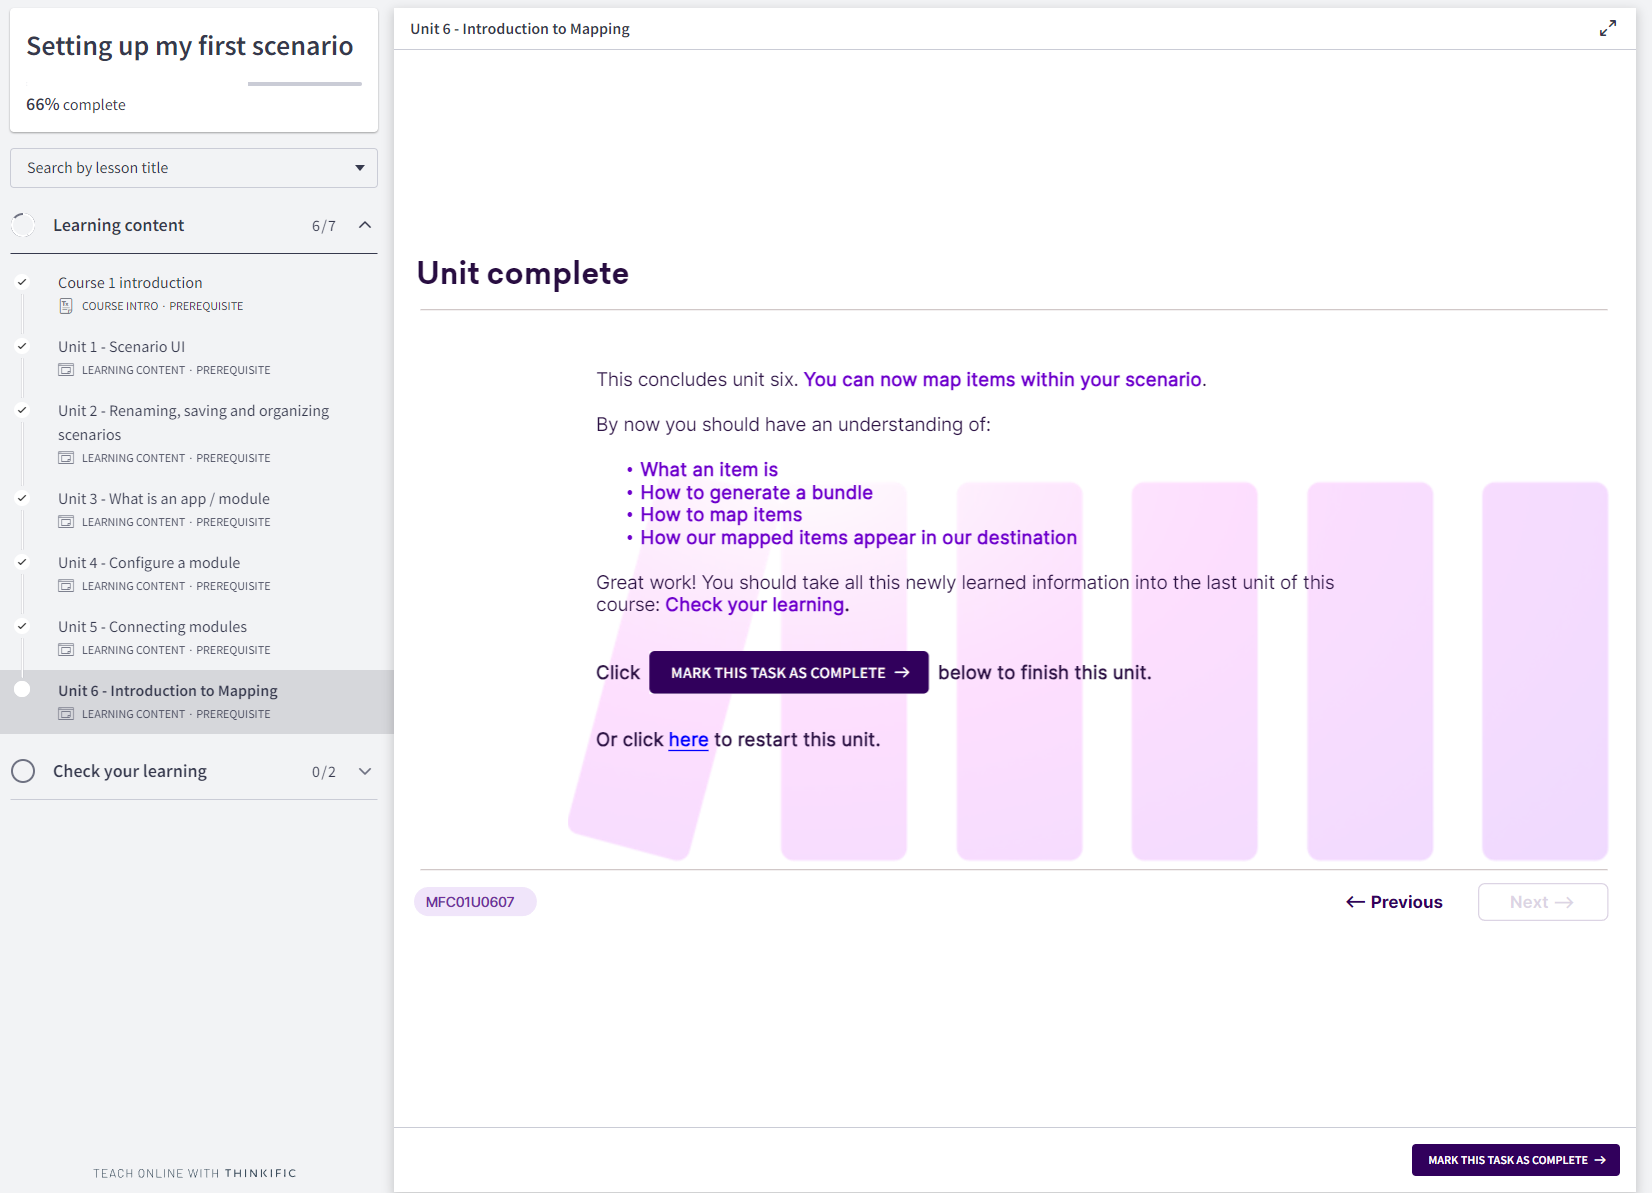 Setting up my first scenario
66% complete
Search by lesson title
Learning content 6/7
Course 1 introduction
COURSE INTRO · PREREQUISITE
Unit 1 - Scenario UI
LEARNING CONTENT · PREREQUISITE
Unit 2 - Renaming, saving and organizing
scenarios
LEARNING CONTENT · PREREQUISITE
Unit 3 - What is an app / module
LEARNING CONTENT · PREREQUISITE
Unit 4 - Configure a module
LEARNING CONTENT · PREREQUISITE
Unit 5 - Connecting modules
LEARNING CONTENT · PREREQUISITE
Unit 6 - Introduction to Mapping
LEARNING CONTENT · PREREQUISITE
Check your learning 0/2
TEACH ONLINE WITH THINKIFIC
Unit 6 - Introduction to Mapping
Unit complete
This concludes unit six. You can now map items within your scenario.
By now you should have an understanding of:
• What an item is
• How to generate a bundle
• How to map items
• How our mapped items appear in our destination
Great work! You should take all this newly learned information into the last unit of this
course: Check your learning.
Click MARK THIS TASK AS COMPLETE → below to finish this unit.
Or click here to restart this unit.
MFC01U0607
← Previous
Next →
MARK THIS TASK AS COMPLETE →